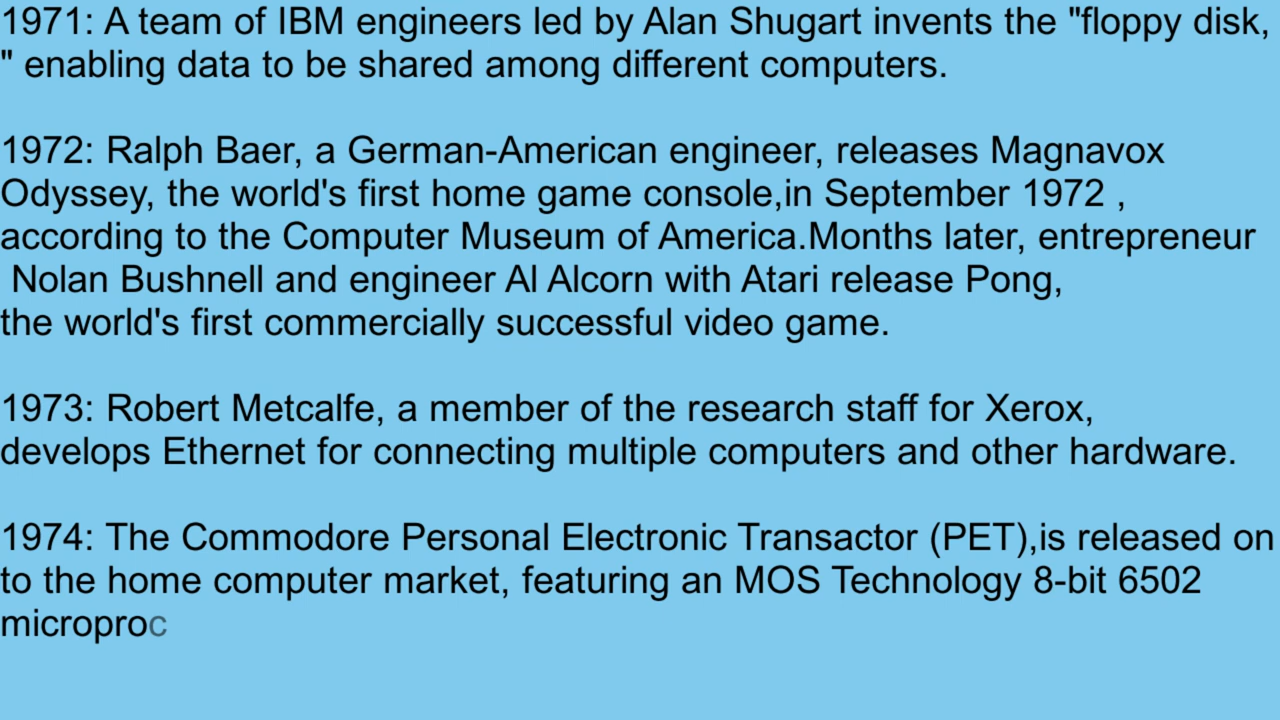 1971: A team of IBM engineers led by Alan Shugart invents the "floppy disk,
" enabling data to be shared among different computers.
1972: Ralph Baer, a German-American engineer, releases Magnavox
Odyssey, the world's first home game console,in September 1972 ,
according to the Computer Museum of America.Months later, entrepreneur
Nolan Bushnell and engineer Al Alcorn with Atari release Pong,
the world's first commercially successful video game.
1973: Robert Metcalfe, a member of the research staff for Xerox,
develops Ethernet for connecting multiple computers and other hardware.
1974: The Commodore Personal Electronic Transactor (PET),is released on
to the home computer market, featuring an MOS Technology 8-bit 6502
microproc